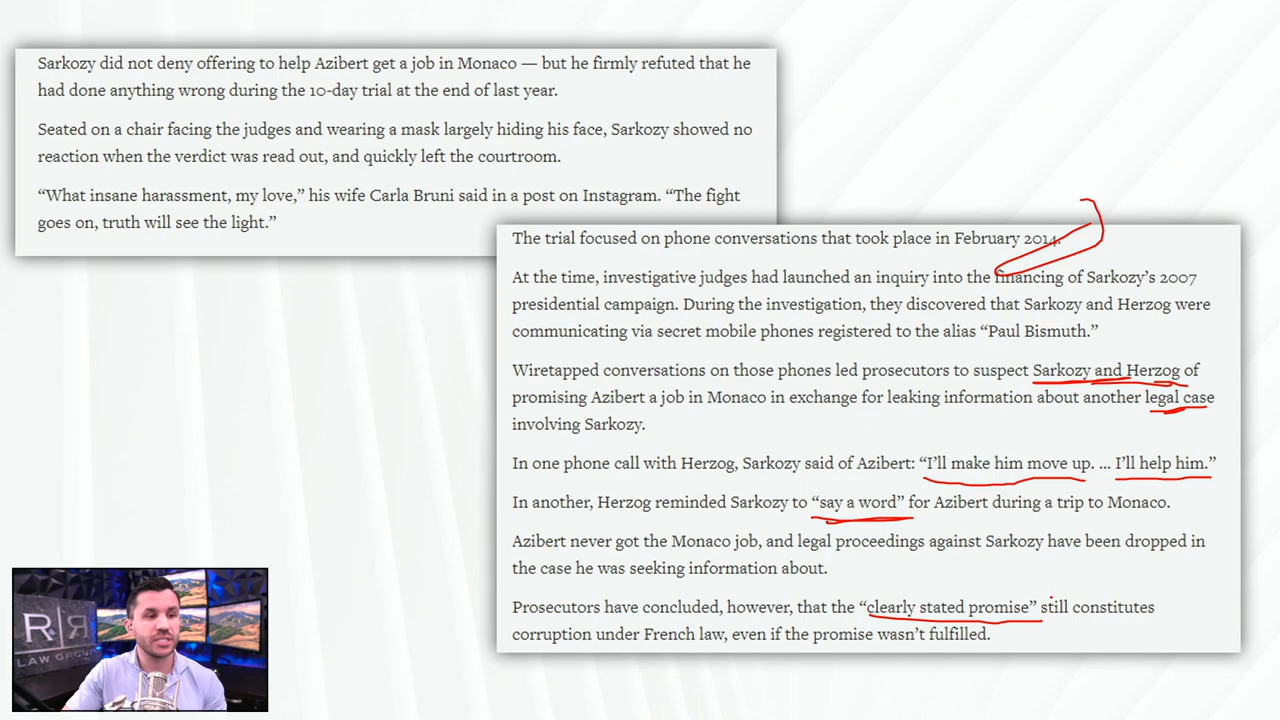 Sarkozy did not deny offering to help Azibert get a job in Monaco — but he firmly refuted that he
had done anything wrong during the 10-day trial at the end of last year.
Seated on a chair facing the judges and wearing a mask largely hiding his face, Sarkozy showed no
reaction when the verdict was read out, and quickly left the courtroom.
“What insane harassment, my love,” his wife Carla Bruni said in a post on Instagram. “The fight
goes on, truth will see the light.”
The trial focused on phone conversations that took place in February 2014.
At the time, investigative judges had launched an inquiry into the financing of Sarkozy’s 2007
presidential campaign. During the investigation, they discovered that Sarkozy and Herzog were
communicating via secret mobile phones registered to the alias “Paul Bismuth.”
Wiretapped conversations on those phones led prosecutors to suspect Sarkozy and Herzog of
promising Azibert a job in Monaco in exchange for leaking information about another legal case
involving Sarkozy.
In one phone call with Herzog, Sarkozy said of Azibert: “I’ll make him move up. ... I’ll help him.”
In another, Herzog reminded Sarkozy to “say a word” for Azibert during a trip to Monaco.
Azibert never got the Monaco job, and legal proceedings against Sarkozy have been dropped in
the case he was seeking information about.
Prosecutors have concluded, however, that the “clearly stated promise” still constitutes
corruption under French law, even if the promise wasn’t fulfilled.
R|R
LAW GROUP